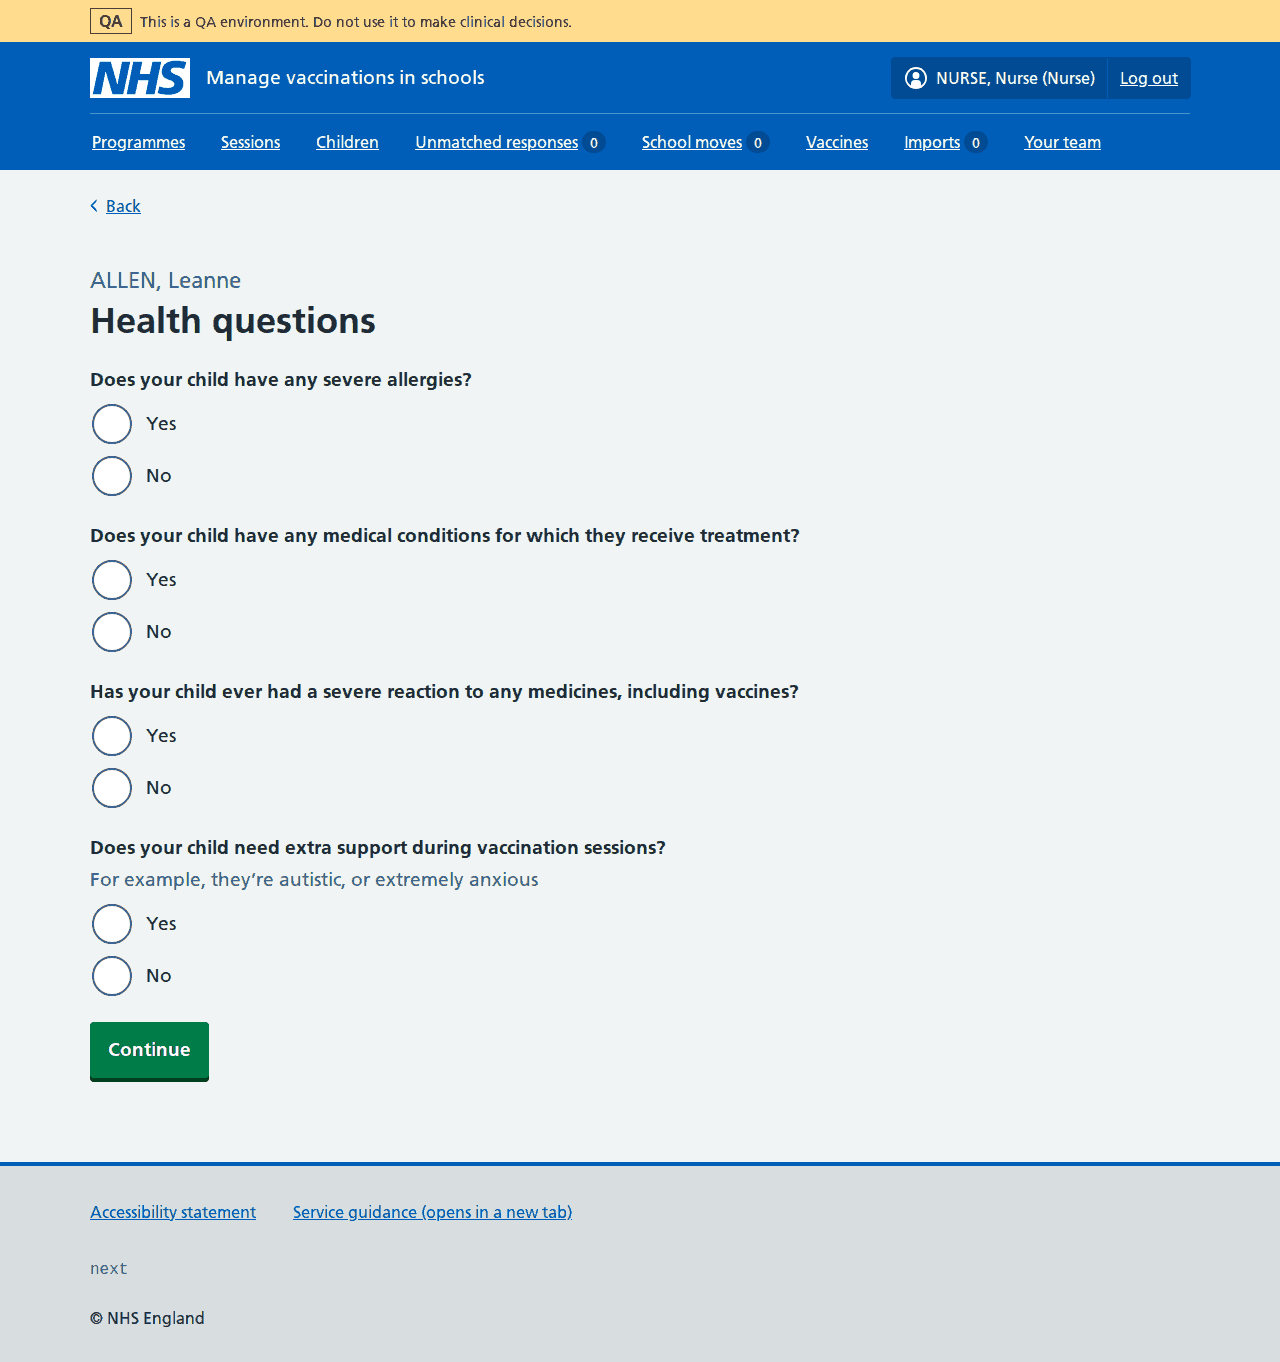 QA This is a QA environment. Do not use it to make clinical decisions.
NHS Manage vaccinations in schools NURSE, Nurse (Nurse) Log out
Programmes Sessions Children Unmatched responses 0 School moves 0 Vaccines Imports 0 Your team
Back
ALLEN, Leanne
Health questions
Does your child have any severe allergies?
Yes
No
Does your child have any medical conditions for which they receive treatment?
Yes
No
Has your child ever had a severe reaction to any medicines, including vaccines?
Yes
No
Does your child need extra support during vaccination sessions?
For example, they’re autistic, or extremely anxious
Yes
No
Continue
Accessibility statement Service guidance (opens in a new tab)
next
© NHS England